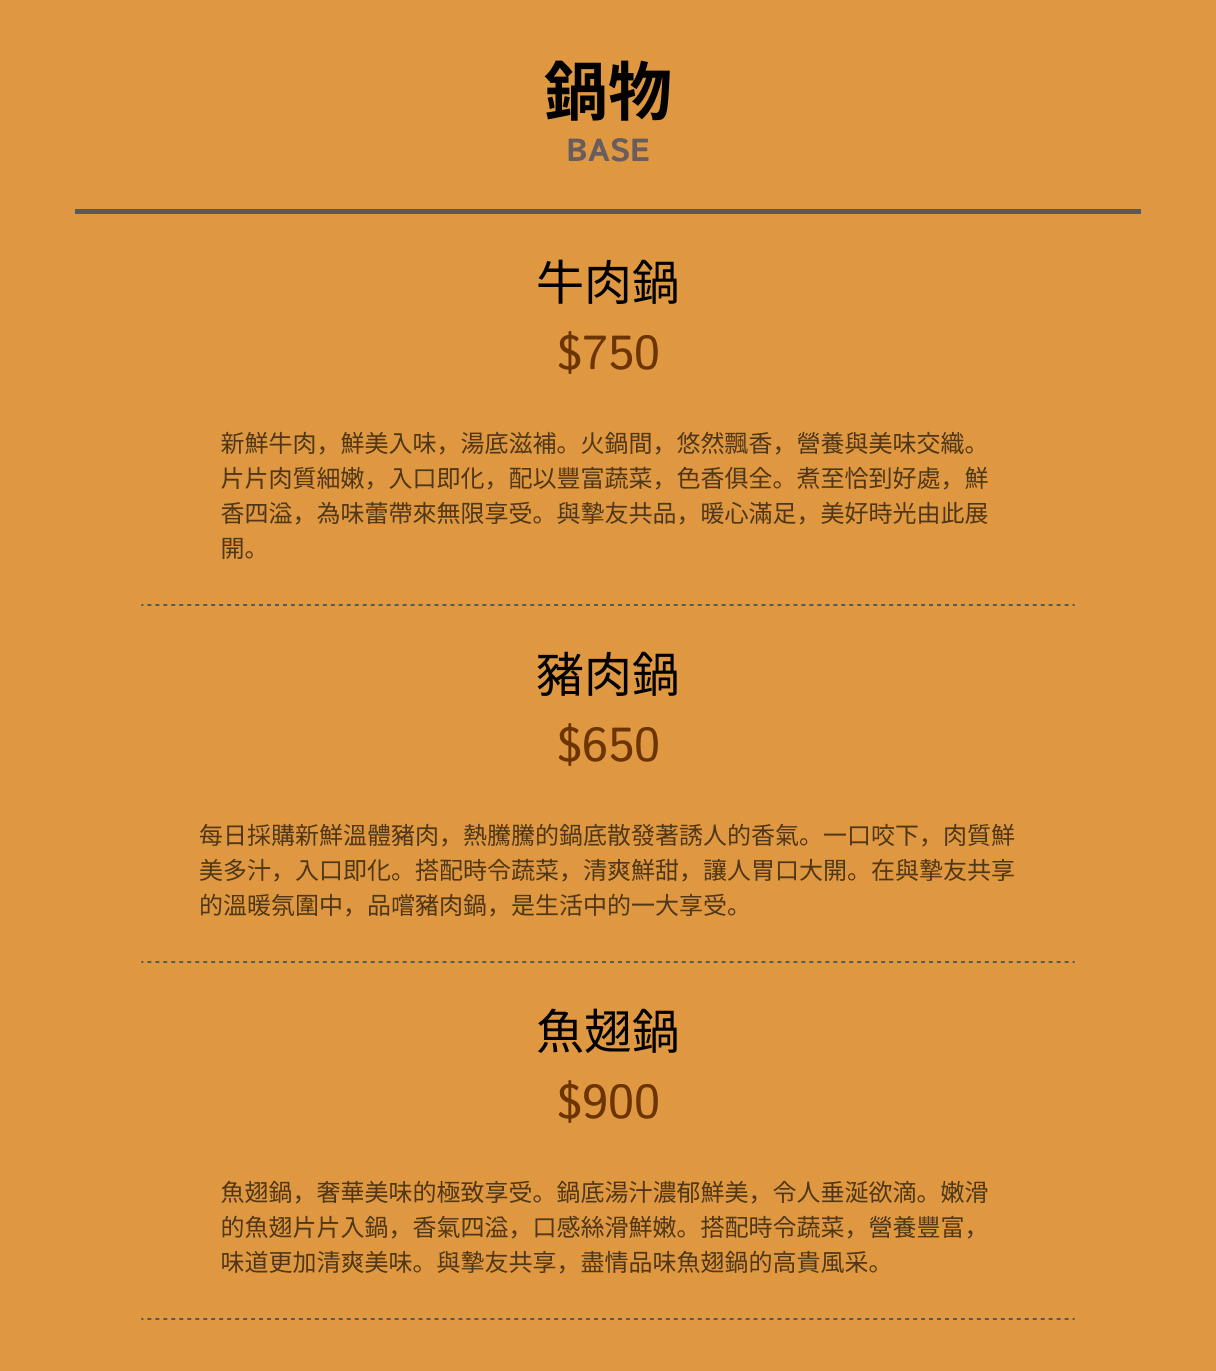 鍋物
BASE
牛肉鍋
$750
新鮮牛肉，鮮美入味，湯底滋補。火鍋間，悠然飄香，營養與美味交織。
片片肉質細嫩，入口即化，配以豐富蔬菜，色香俱全。煮至恰到好處，鮮
香四溢，為味蕾帶來無限享受。與摯友共品，暖心滿足，美好時光由此展
開。
豬肉鍋
$650
每日採購新鮮溫體豬肉，熱騰騰的鍋底散發著誘人的香氣。一口咬下，肉質鮮
美多汁，入口即化。搭配時令蔬菜，清爽鮮甜，讓人胃口大開。在與摯友共享
的溫暖氛圍中，品嚐豬肉鍋，是生活中的一大享受。
魚翅鍋
$900
魚翅鍋，奢華美味的極致享受。鍋底湯汁濃郁鮮美，令人垂涎欲滴。嫩滑
的魚翅片片入鍋，香氣四溢，口感絲滑鮮嫩。搭配時令蔬菜，營養豐富，
味道更加清爽美味。與摯友共享，盡情品味魚翅鍋的高貴風采。